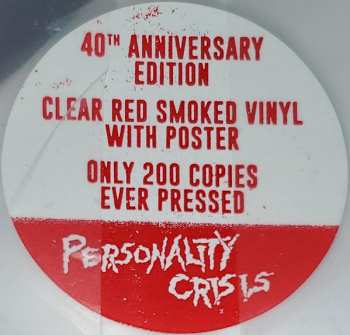 40TH ANNIVERSARY
EDITION
CLEAR RED SMOKED VINYL
WITH POSTER
ONLY 200 COPIES
EVER PRESSED
PERSONALITY
CRISIS